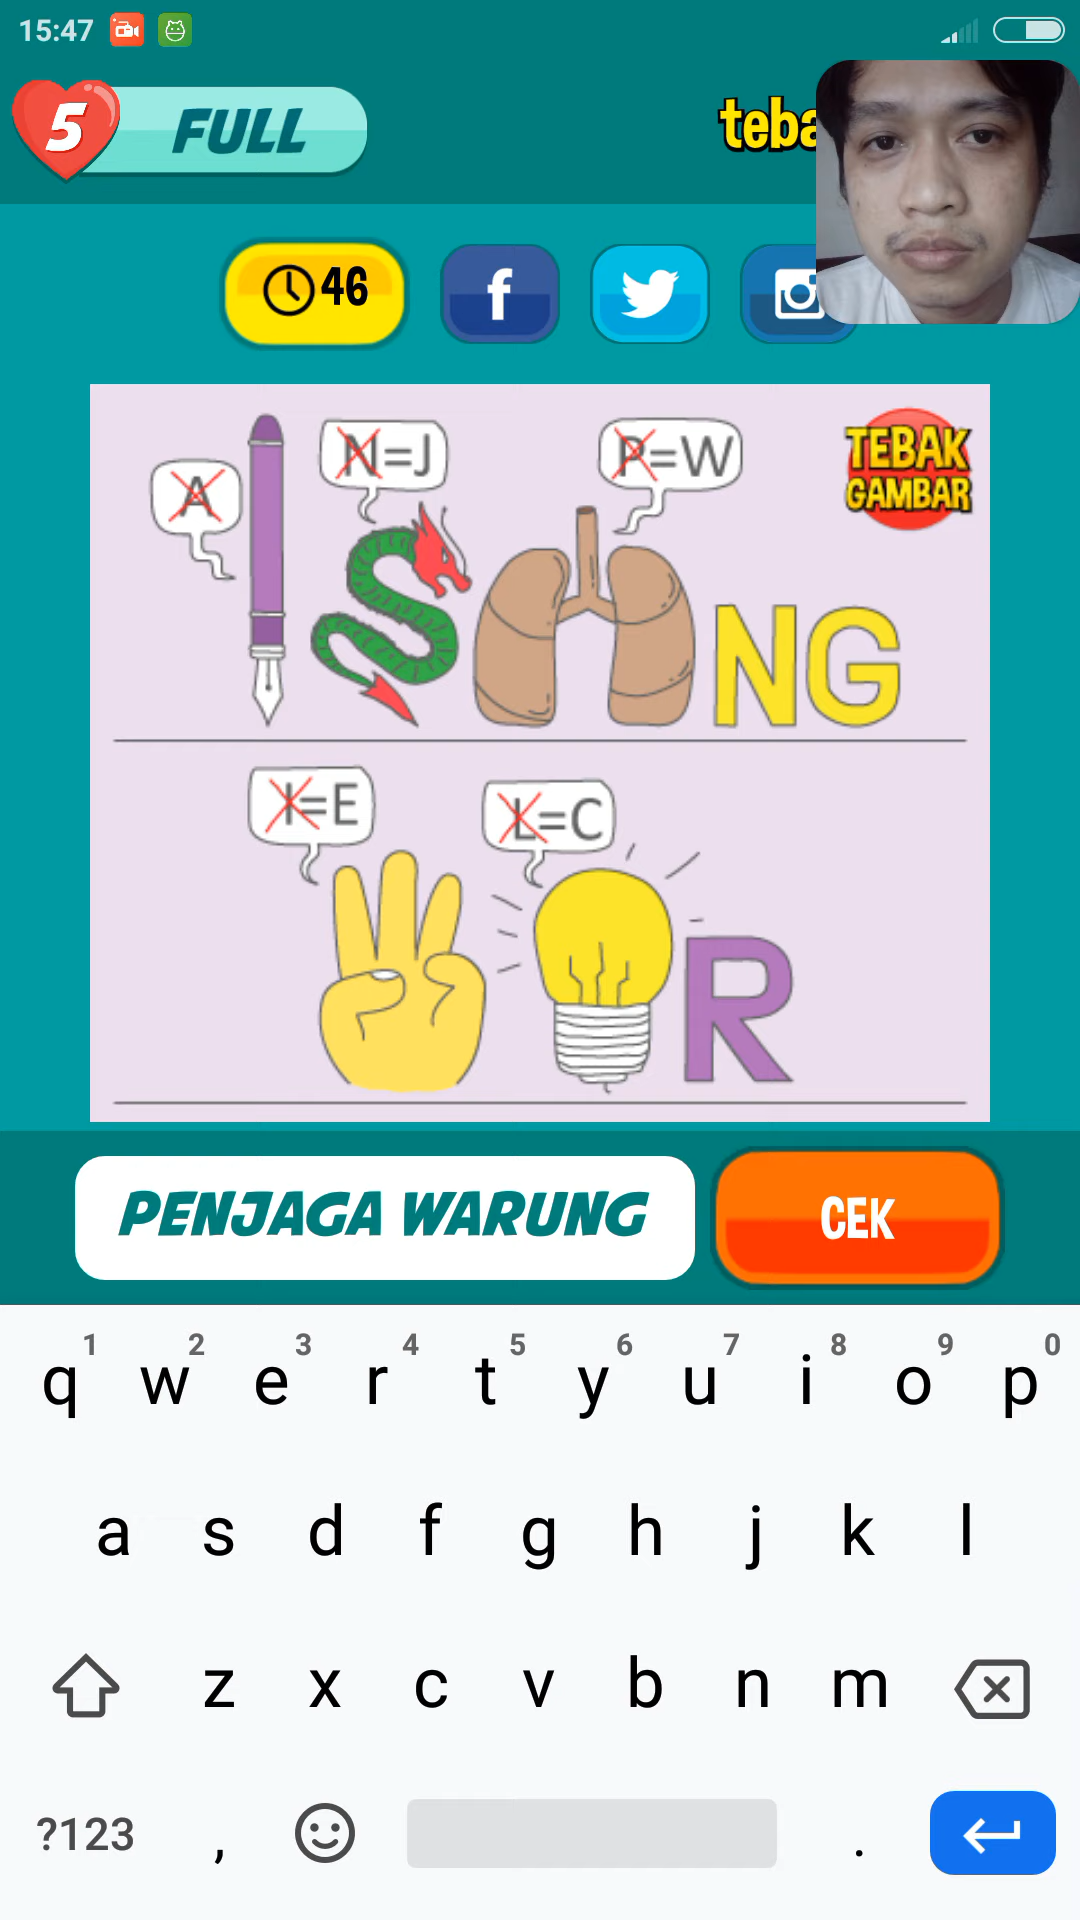 15:47
5 FULL
teba
46
A
N=J
P=W
TEBAK
GAMBAR
NG
I=E
L=C
R
PENJAGA WARUNG
CEK
1 2 3 4 5 6 7 8 9 0
q w e r t y u i o p
a s d f g h j k l
z x c v b n m
?123 , .